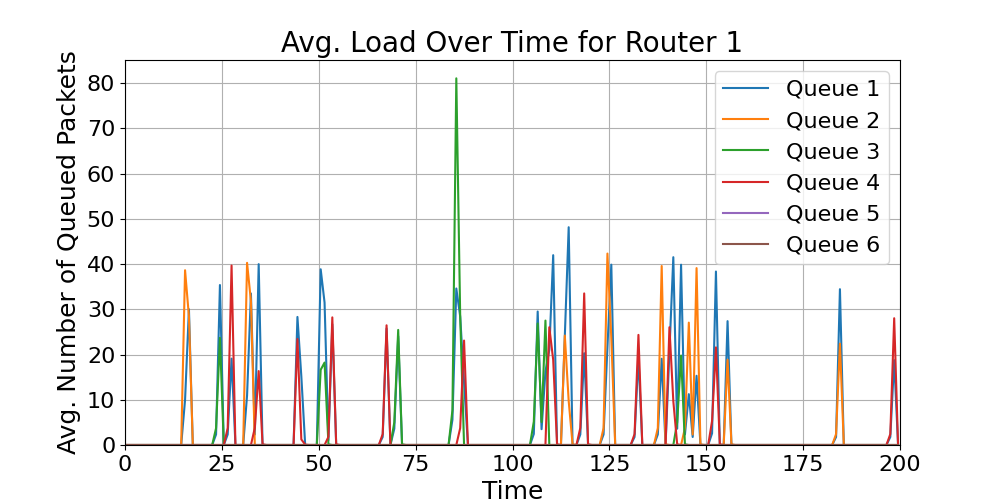 Avg. Load Over Time for Router 1
Avg. Number of Queued Packets
80
70
60
50
40
30
20
10
0
Queue 1
Queue 2
Queue 3
Queue 4
Queue 5
Queue 6
0 25 50 75 100 125 150 175 200
Time